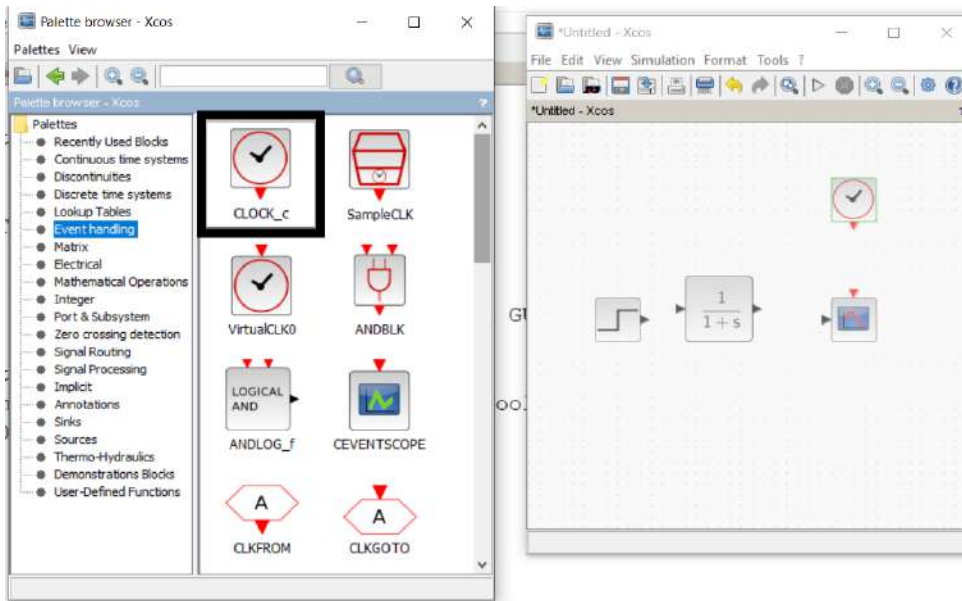 Palette browser - Xcos
Palettes View
Palette browser - Xcos ?
Palettes
Recently Used Blocks
Continuous time systems
Discontinuities
Discrete time systems
Lookup Tables
Event handling
Matrix
Electrical
Mathematical Operations
Integer
Port & Subsystem
Zero crossing detection
Signal Routing
Signal Processing
Implicit
Annotations
Sinks
Sources
Thermo-Hydraulics
Demonstrations Blocks
User-Defined Functions
CLOCK_c
SampleCLK
VirtualCLK0
ANDBLK
LOGICAL
AND
ANDLOG_f
CEVENTSCOPE
A
CLKFROM
A
CLKGOTO
*Untitled - Xcos
File Edit View Simulation Format Tools ?
*Untitled - Xcos
1
1 + s